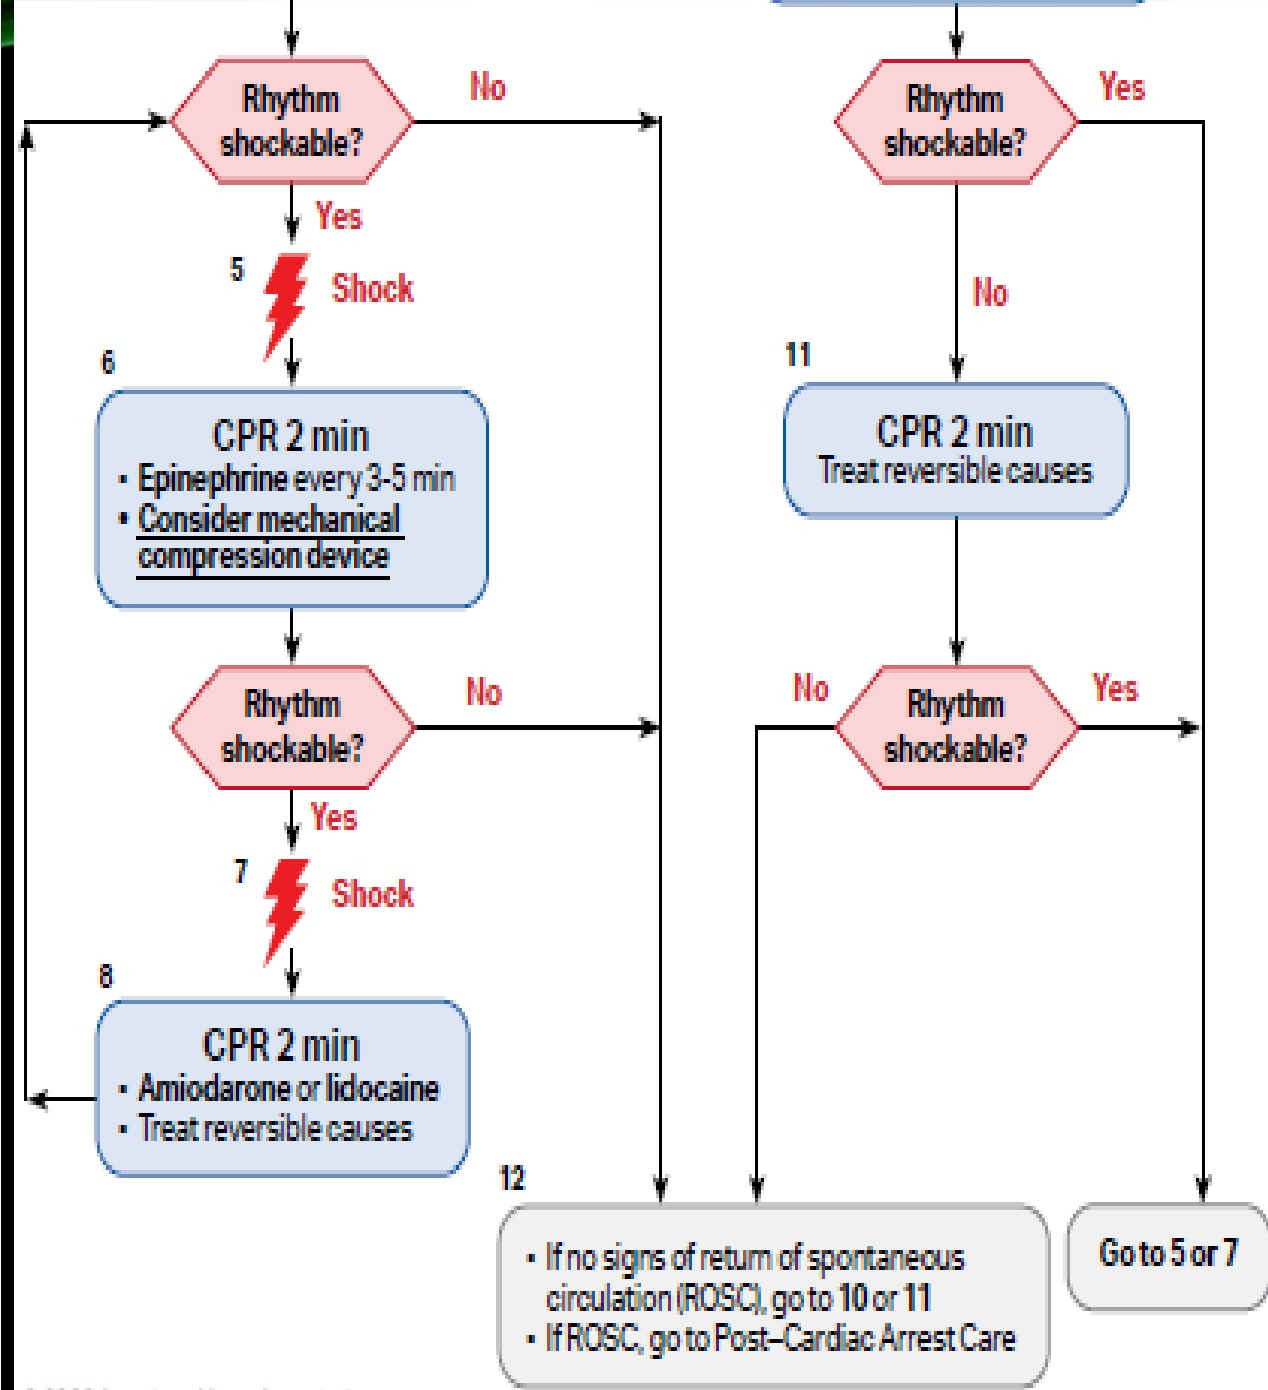 Rhythm
shockable?
No
Yes
5
Shock
6
CPR 2 min
• Epinephrine every 3-5 min
• Consider mechanical
compression device
Rhythm
shockable?
No
Yes
7
Shock
8
CPR 2 min
• Amiodarone or lidocaine
• Treat reversible causes
Rhythm
shockable?
Yes
No
11
CPR 2 min
Treat reversible causes
Rhythm
shockable?
No
Yes
12
• If no signs of return of spontaneous
circulation (ROSC), go to 10 or 11
• If ROSC, go to Post–Cardiac Arrest Care
Go to 5 or 7